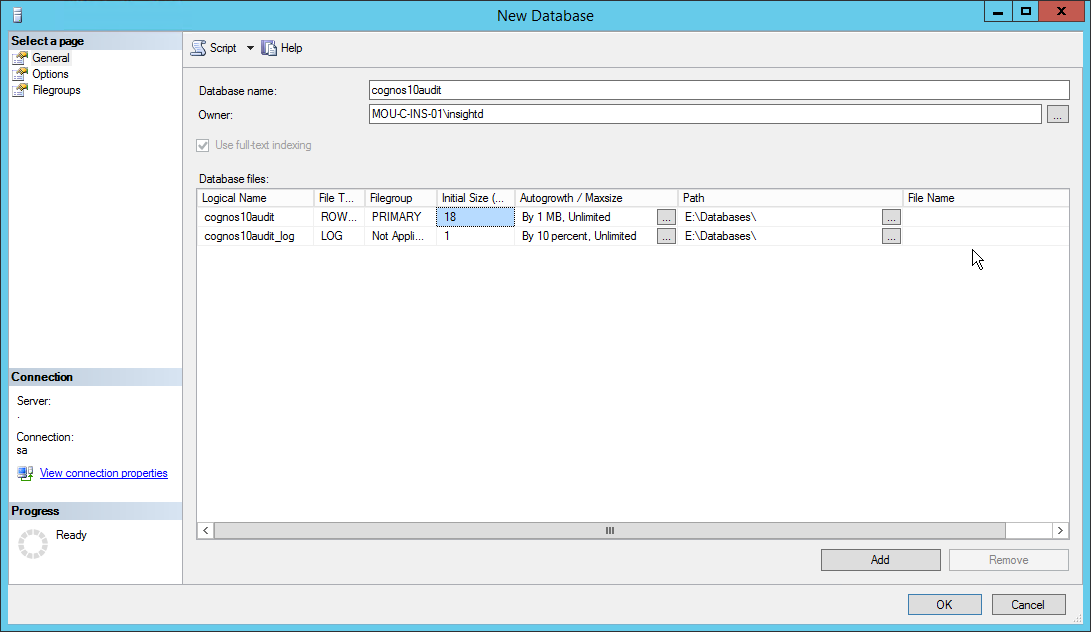 New Database
Select a page
General
Options
Filegroups
Script
Help
Database name:
cognos10audit
Owner:
MOU-C-INS-01\insightd
...
Use full-text indexing
Database files:
Logical Name File T... Filegroup Initial Size (... Autogrowth / Maxsize Path File Name
cognos10audit ROW... PRIMARY 18 By 1 MB, Unlimited ... E:\Databases\ ...
cognos10audit_log LOG Not Appli... 1 By 10 percent, Unlimited ... E:\Databases\ ...
Connection
Server:
.
Connection:
sa
View connection properties
Progress
Ready
Add
Remove
OK
Cancel